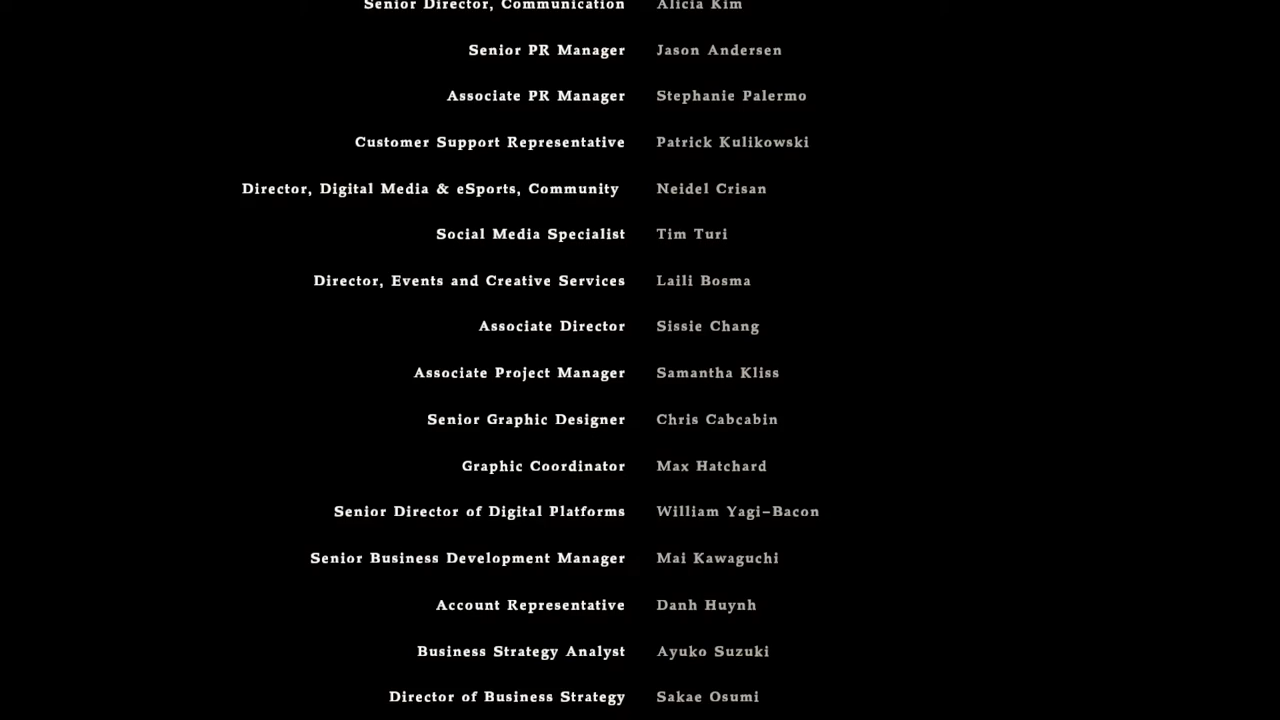 Senior Director, Communication Alicia Kim
Senior PR Manager Jason Andersen
Associate PR Manager Stephanie Palermo
Customer Support Representative Patrick Kulikowski
Director, Digital Media & eSports, Community Neidel Crisan
Social Media Specialist Tim Turi
Director, Events and Creative Services Laili Bosma
Associate Director Sissie Chang
Associate Project Manager Samantha Kliss
Senior Graphic Designer Chris Cabcabin
Graphic Coordinator Max Hatchard
Senior Director of Digital Platforms William Yagi–Bacon
Senior Business Development Manager Mai Kawaguchi
Account Representative Danh Huynh
Business Strategy Analyst Ayuko Suzuki
Director of Business Strategy Sakae Osumi